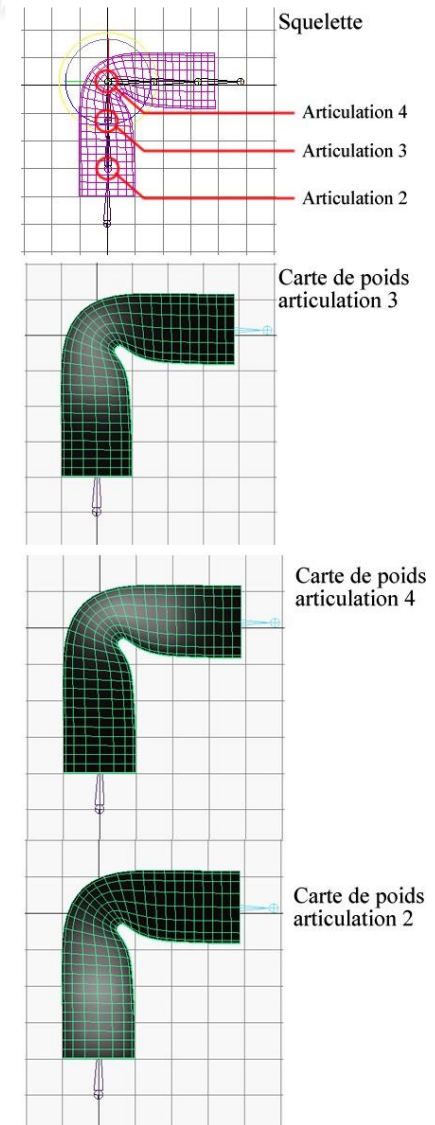 Squelette
Articulation 4
Articulation 3
Articulation 2
Carte de poids
articulation 3
Carte de poids
articulation 4
Carte de poids
articulation 2